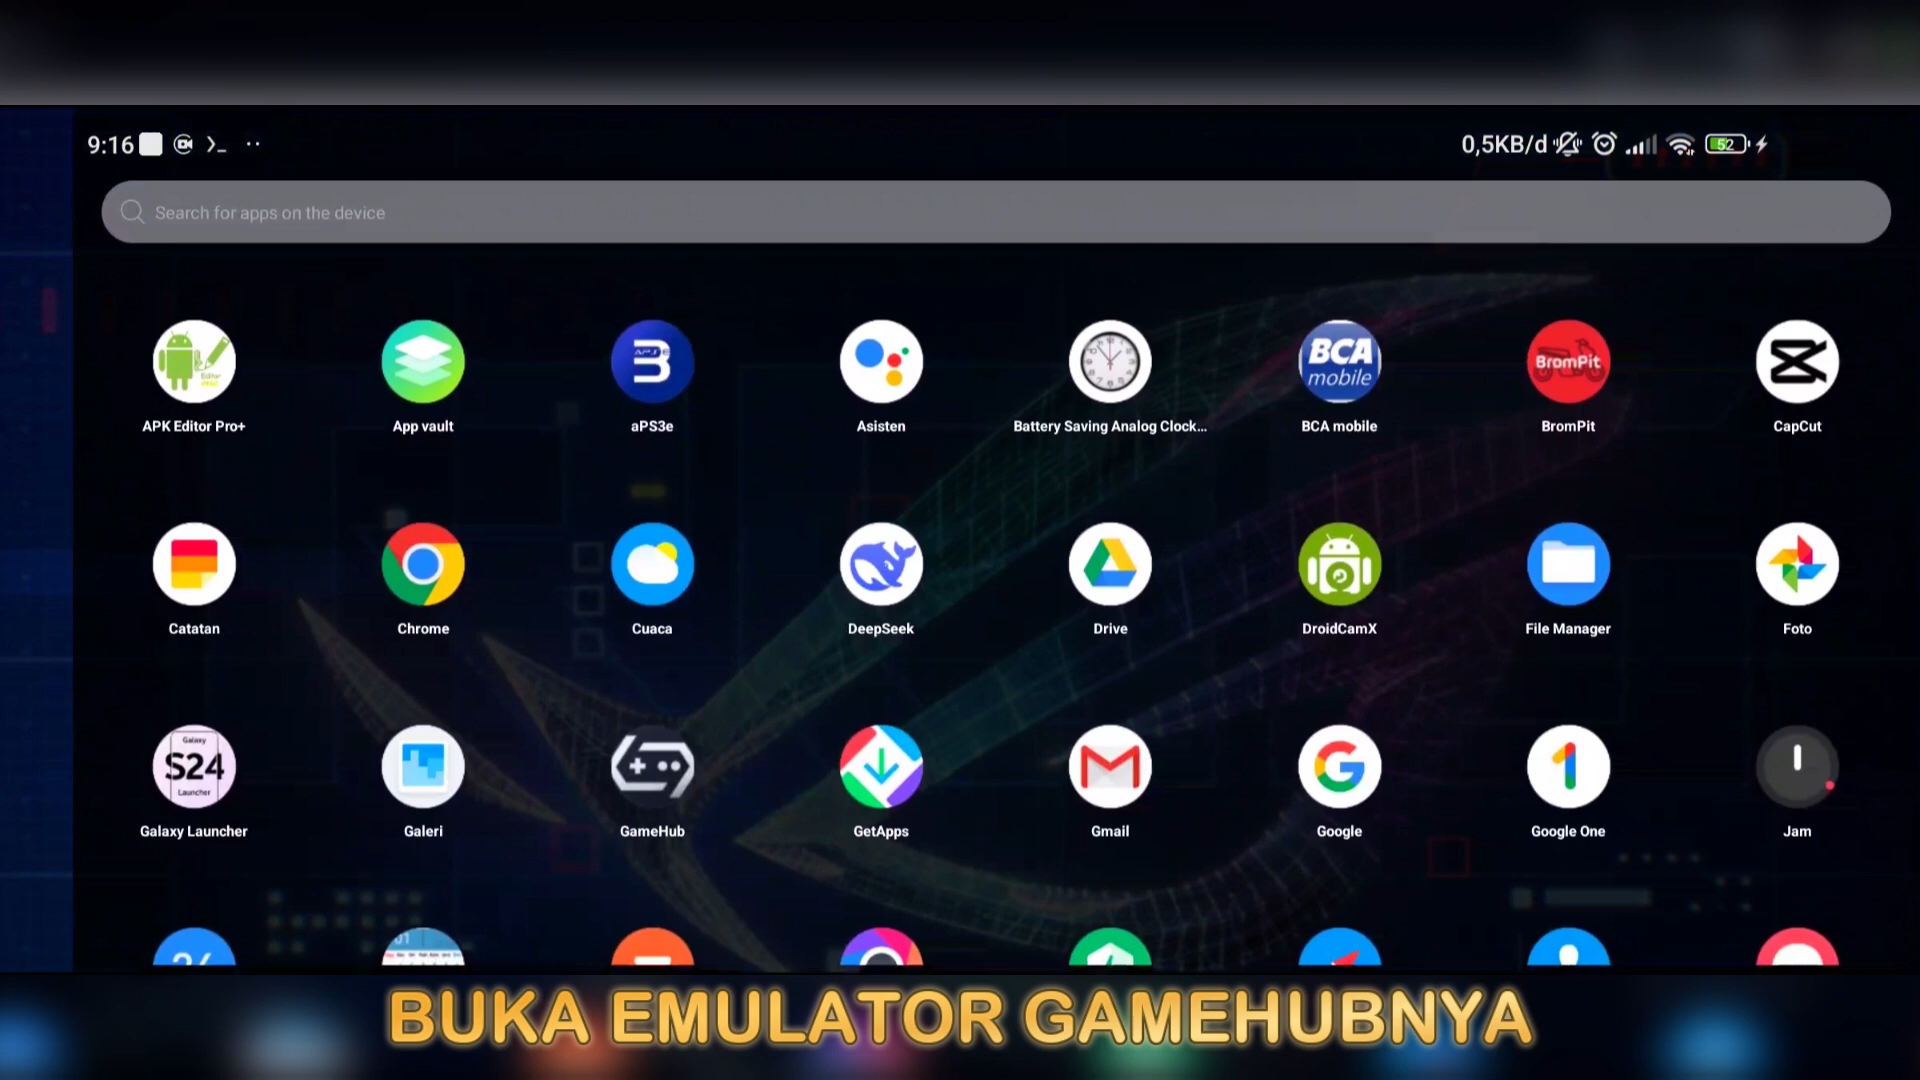 9:16
0,5KB/d 52
Search for apps on the device
APK Editor Pro+ App vault aPS3e Asisten Battery Saving Analog Clock... BCA mobile BromPit CapCut
BCA
mobile
BromPit
Catatan Chrome Cuaca DeepSeek Drive DroidCamX File Manager Foto
Galaxy
S24
Launcher
Galaxy Launcher Galeri GameHub GetApps Gmail Google Google One Jam
BUKA EMULATOR GAMEHUBNYA